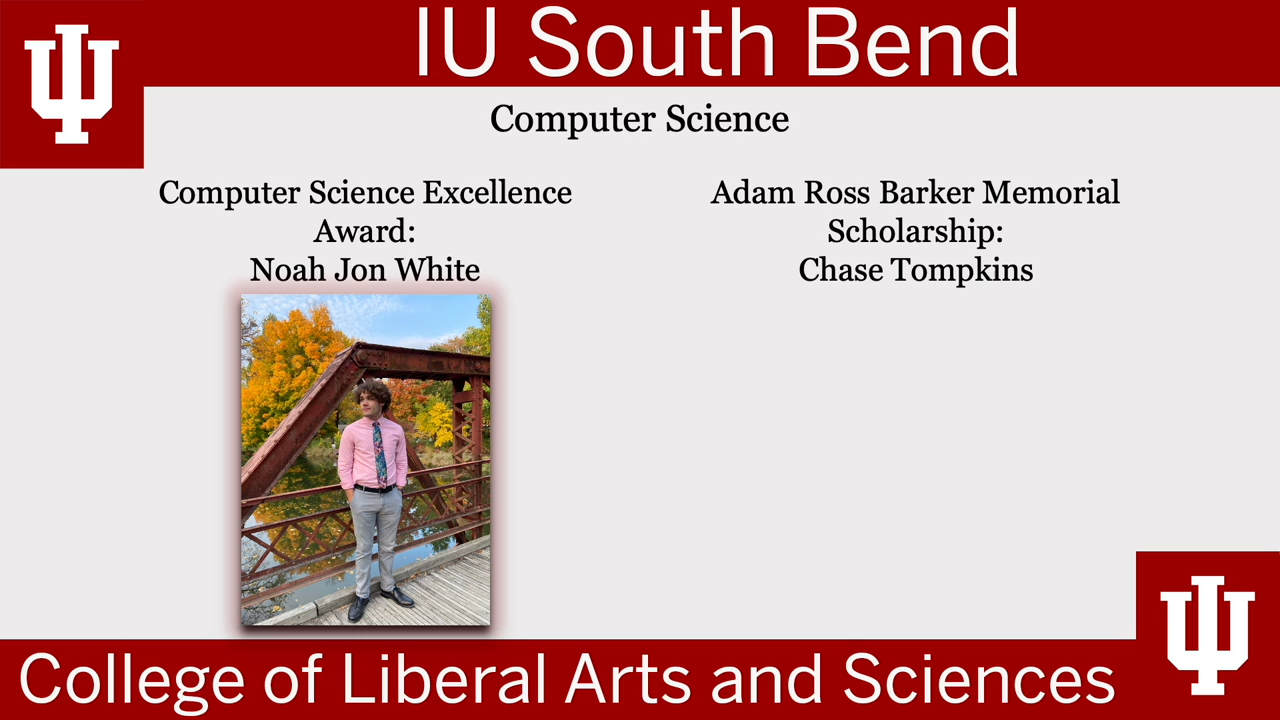 IU South Bend
Computer Science
Computer Science Excellence
Award:
Noah Jon White
Adam Ross Barker Memorial
Scholarship:
Chase Tompkins
College of Liberal Arts and Sciences